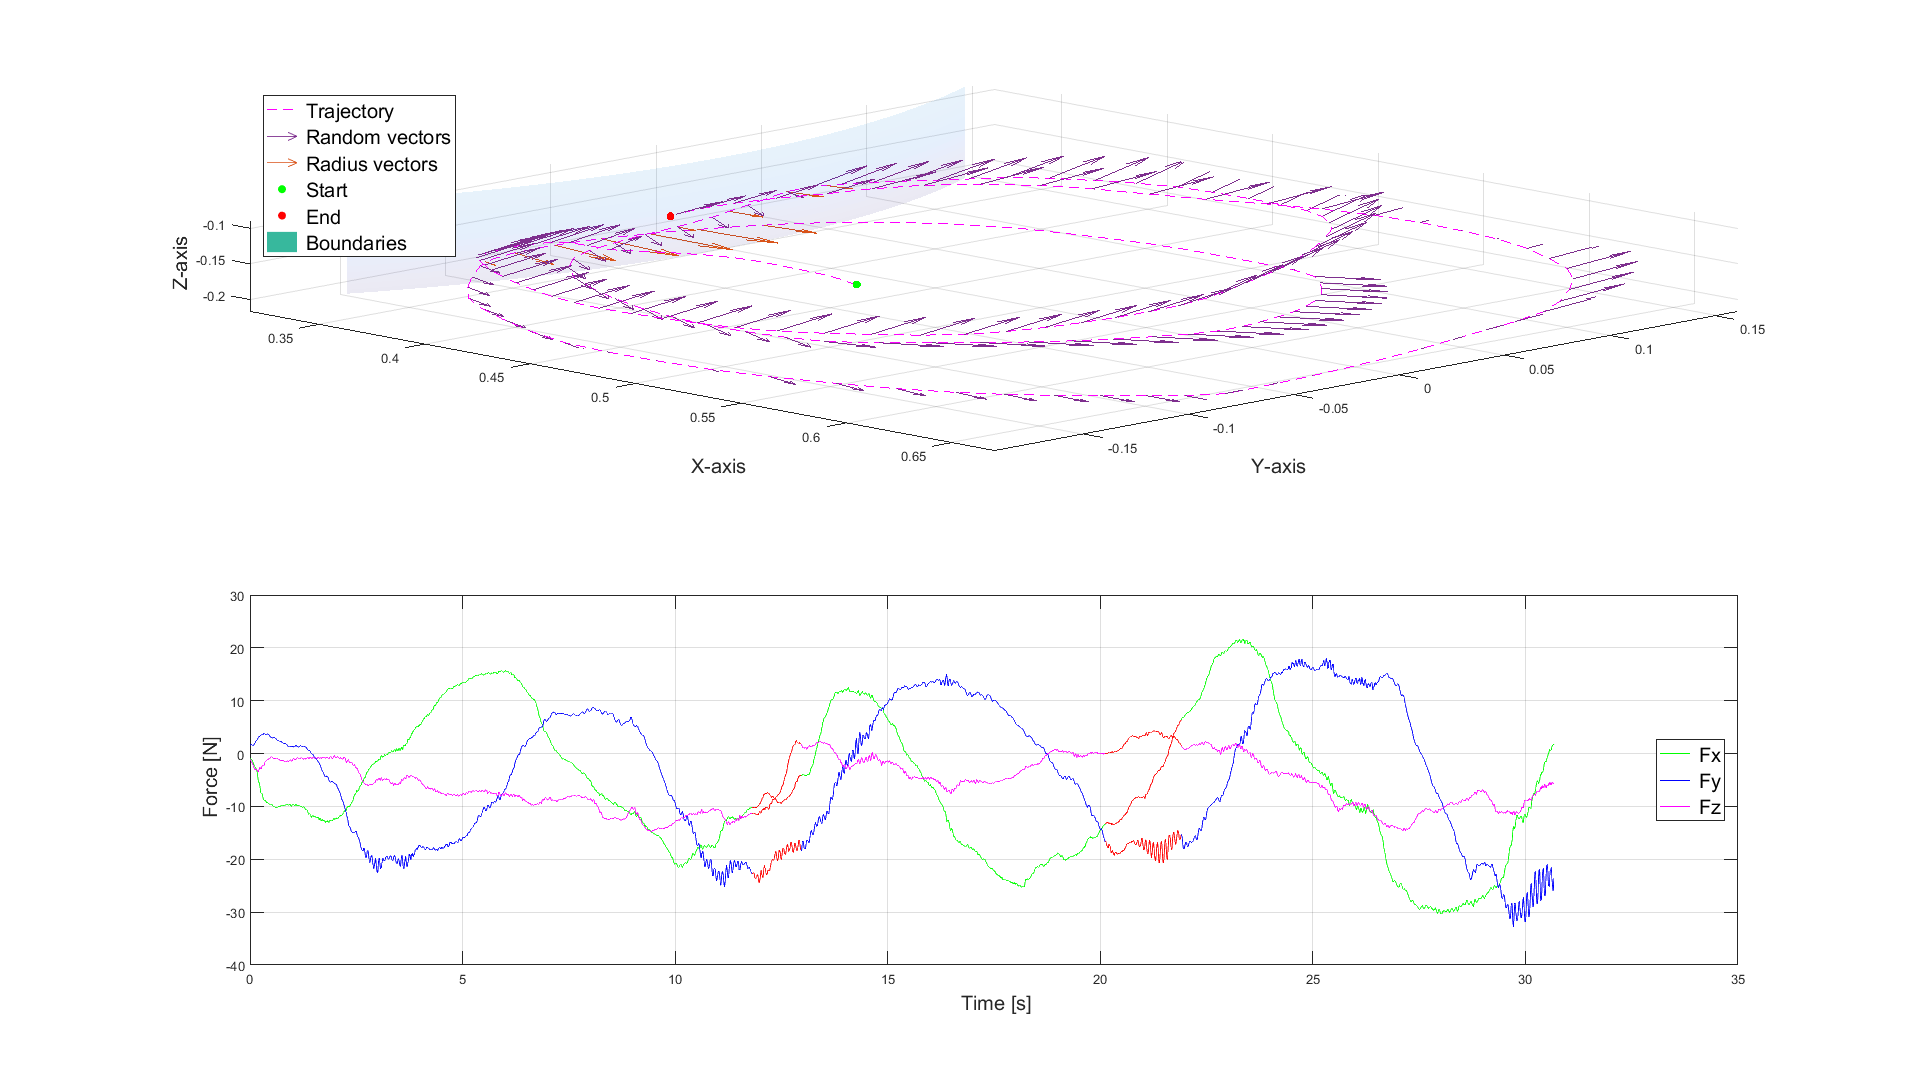 Trajectory
Random vectors
Radius vectors
Start
End
Boundaries
Z-axis
-0.1
-0.15
-0.2
0.35
0.4
0.45
0.5
0.55
0.6
0.65
X-axis
-0.15
-0.1
-0.05
0
0.05
0.1
0.15
Y-axis
Force [N]
30
20
10
0
-10
-20
-30
-40
0
5
10
15
20
25
30
35
Time [s]
Fx
Fy
Fz